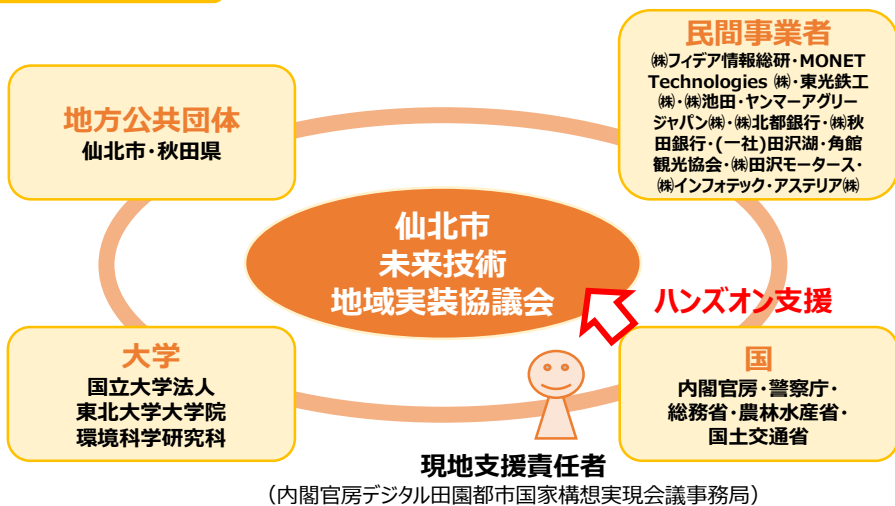 地方公共団体
仙北市・秋田県
民間事業者
㈱フィデア情報総研・MONET
Technologies ㈱・東光鉄工
㈱・㈱池田・ヤンマーアグリー
ジャパン㈱・㈱北都銀行・㈱秋
田銀行・(一社)田沢湖・角館
観光協会・㈱田沢モータース・
㈱インフォテック・アステリア㈱
仙北市
未来技術
地域実装協議会
ハンズオン支援
大学
国立大学法人
東北大学大学院
環境科学研究科
国
内閣官房・警察庁・
総務省・農林水産省・
国土交通省
現地支援責任者
（内閣官房デジタル田園都市国家構想実現会議事務局）